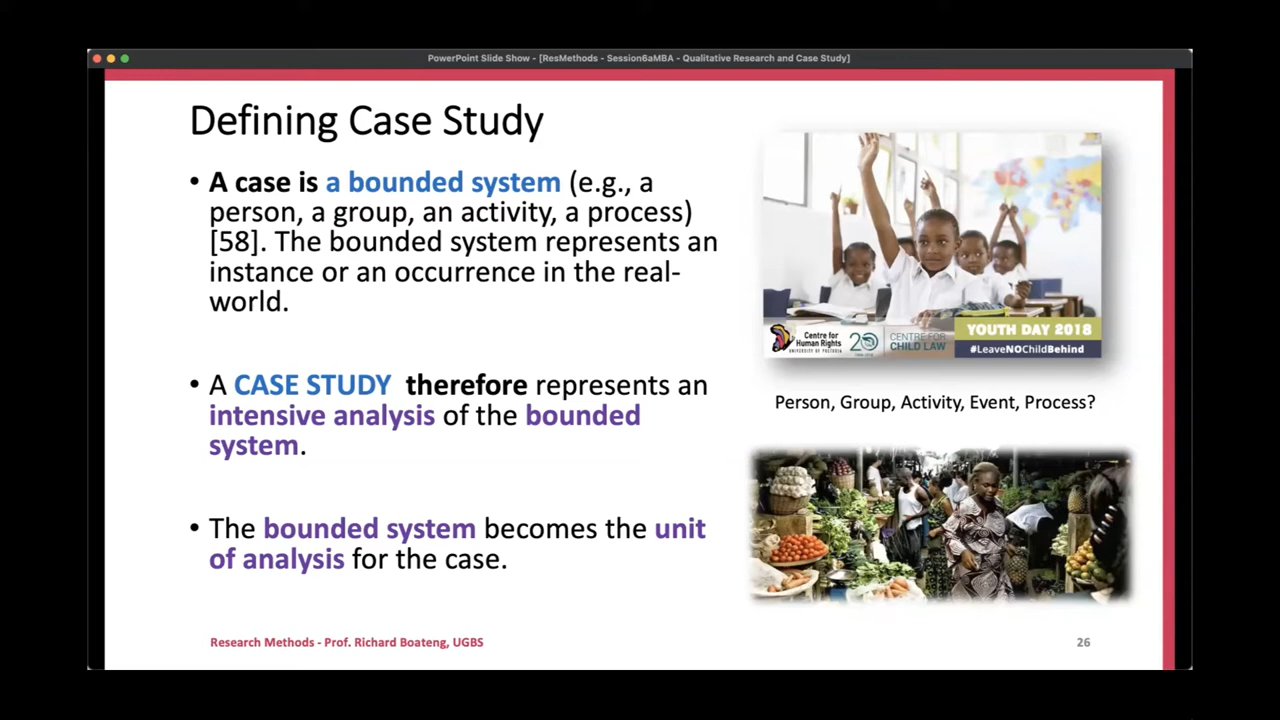 PowerPoint Slide Show - [ResMethods - Session6aMBA - Qualitative Research and Case Study]
Defining Case Study
• A case is a bounded system (e.g., a
person, a group, an activity, a process)
[58]. The bounded system represents an
instance or an occurrence in the real-
world.
• A CASE STUDY therefore represents an
intensive analysis of the bounded
system.
• The bounded system becomes the unit
of analysis for the case.
Centre for
Human Rights
UNIVERSITY OF PRETORIA
20
CENTRE FOR
CHILD LAW
YOUTH DAY 2018
#LeaveNOChildBehind
Person, Group, Activity, Event, Process?
Research Methods - Prof. Richard Boateng, UGBS
26